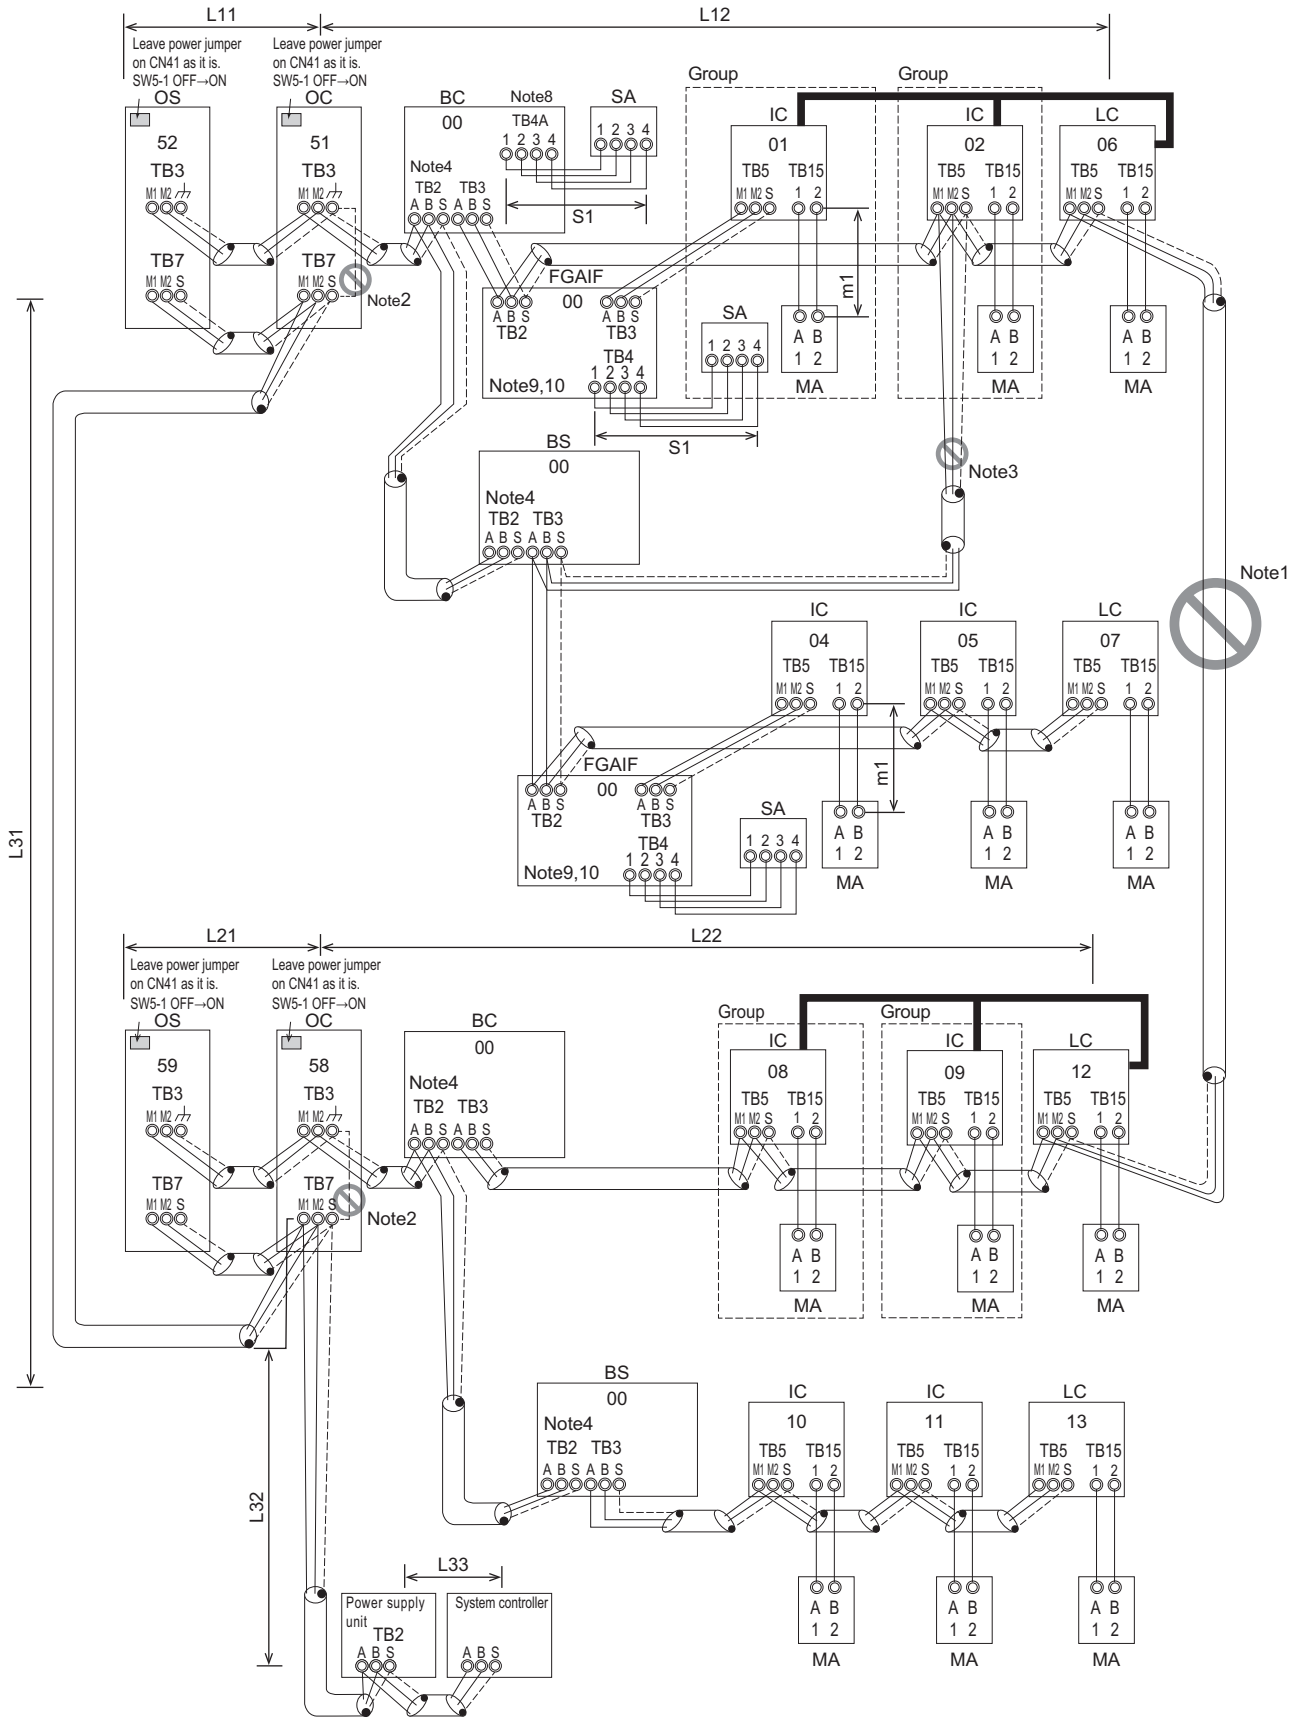 L11 L12
Leave power jumper
on CN41 as it is.
SW5-1 OFF→ON
OS
Leave power jumper
on CN41 as it is.
SW5-1 OFF→ON
OC
52
TB3
M1 M2
TB7
M1 M2 S
51
TB3
M1 M2
TB7
M1 M2 S
Note2
BC
00
Note8
TB4A
1 2 3 4
Note4
TB2 TB3
A B S A B S
SA
1 2 3 4
S1
Group
IC
01
TB5 TB15
M1 M2 S 1 2
m1
A B
1 2
MA
Group
IC
02
TB5 TB15
M1 M2 S 1 2
A B
1 2
MA
LC
06
TB5 TB15
M1 M2 S 1 2
A B
1 2
MA
FGAIF
00
A B S
TB2
A B S
TB3
TB4
1 2 3 4
Note9,10
SA
1 2 3 4
S1
BS
00
Note4
TB2 TB3
A B S A B S
Note3
Note1
IC
04
TB5 TB15
M1 M2 S 1 2
m1
A B
1 2
MA
IC
05
TB5 TB15
M1 M2 S 1 2
A B
1 2
MA
LC
07
TB5 TB15
M1 M2 S 1 2
A B
1 2
MA
FGAIF
00
A B S
TB2
A B S
TB3
TB4
1 2 3 4
Note9,10
SA
1 2 3 4
L31
L21 L22
Leave power jumper
on CN41 as it is.
SW5-1 OFF→ON
OS
Leave power jumper
on CN41 as it is.
SW5-1 OFF→ON
OC
59
TB3
M1 M2
TB7
M1 M2 S
58
TB3
M1 M2
TB7
M1 M2 S
Note2
BC
00
Note4
TB2 TB3
A B S A B S
Group
IC
08
TB5 TB15
M1 M2 S 1 2
A B
1 2
MA
Group
IC
09
TB5 TB15
M1 M2 S 1 2
A B
1 2
MA
LC
12
TB5 TB15
M1 M2 S 1 2
A B
1 2
MA
BS
00
Note4
TB2 TB3
A B S A B S
IC
10
TB5 TB15
M1 M2 S 1 2
A B
1 2
MA
IC
11
TB5 TB15
M1 M2 S 1 2
A B
1 2
MA
LC
13
TB5 TB15
M1 M2 S 1 2
A B
1 2
MA
L32
L33
Power supply
unit
TB2
A B S
System controller
A B S